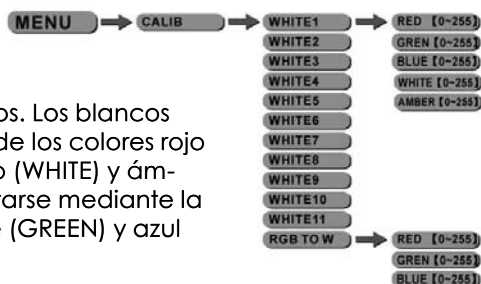 MENU CALIB WHITE1 RED 【0~255】
WHITE2 GREN 【0~255】
WHITE3 BLUE 【0~255】
WHITE4 WHITE 【0~255】
WHITE5 AMBER 【0~255】
WHITE6
WHITE7
WHITE8
WHITE9
WHITE10
WHITE11
RGB TO W RED 【0~255】
GREN 【0~255】
BLUE 【0~255】
os. Los blancos
de los colores rojo
o (WHITE) y ám-
rarse mediante la
e (GREEN) y azul